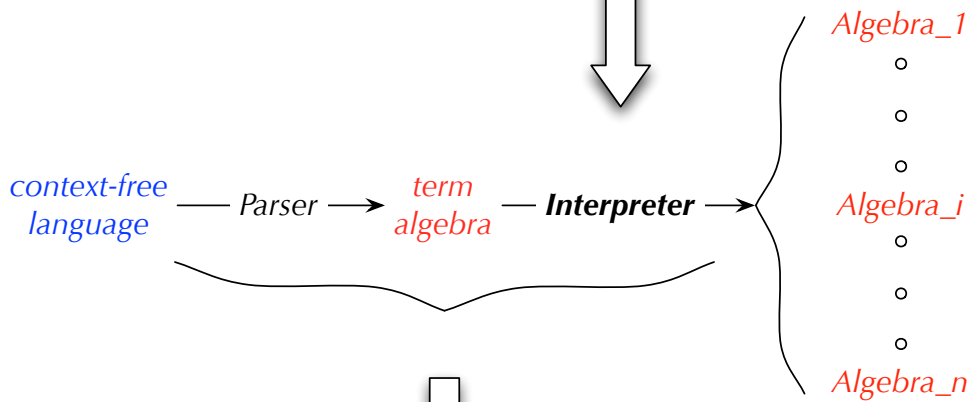 Algebra_1
context-free
language
Parser
term
algebra
Interpreter
Algebra_i
Algebra_n